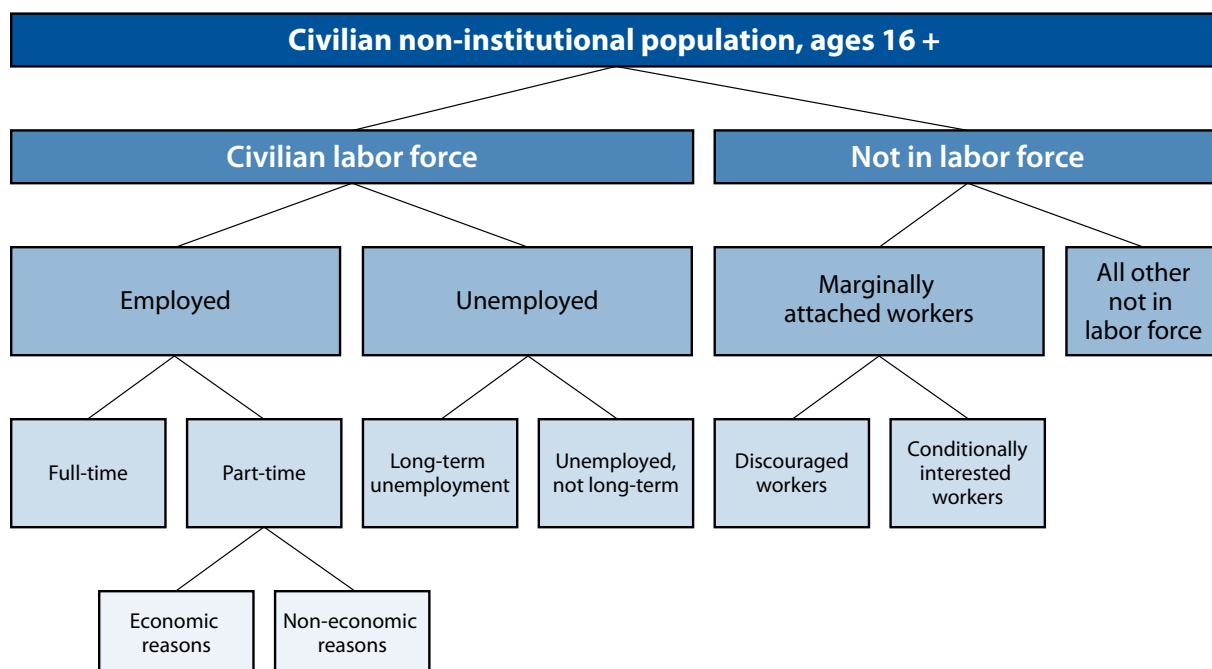 Civilian non-institutional population, ages 16 +
Civilian labor force
Not in labor force
Employed
Unemployed
Marginally
attached workers
All other
not in
labor force
Full-time
Part-time
Long-term
unemployment
Unemployed,
not long-term
Discouraged
workers
Conditionally
interested
workers
Economic
reasons
Non-economic
reasons